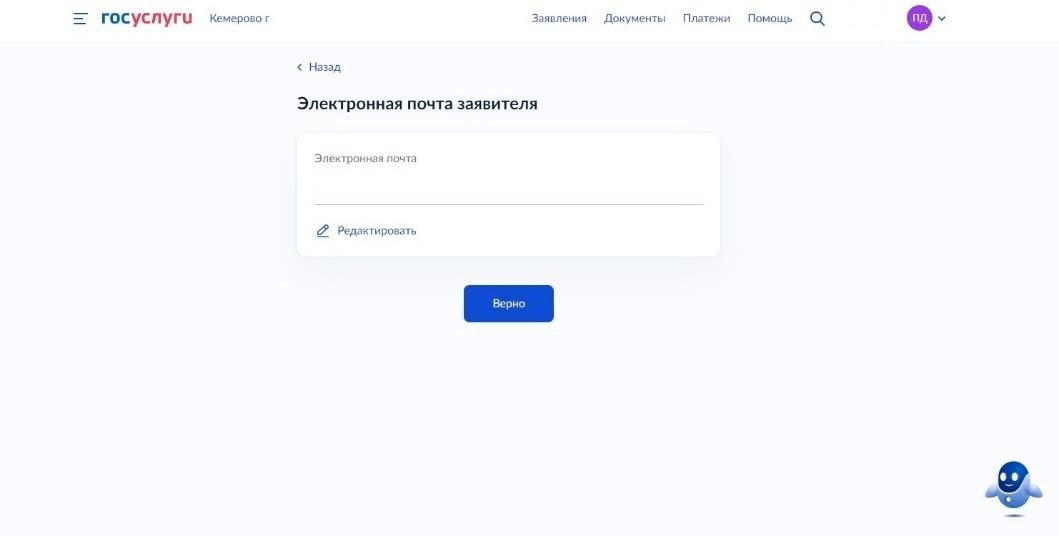 госуслуги Кемерово г Заявления Документы Платежи Помощь ПД
Назад
Электронная почта заявителя
Электронная почта
Редактировать
Верно